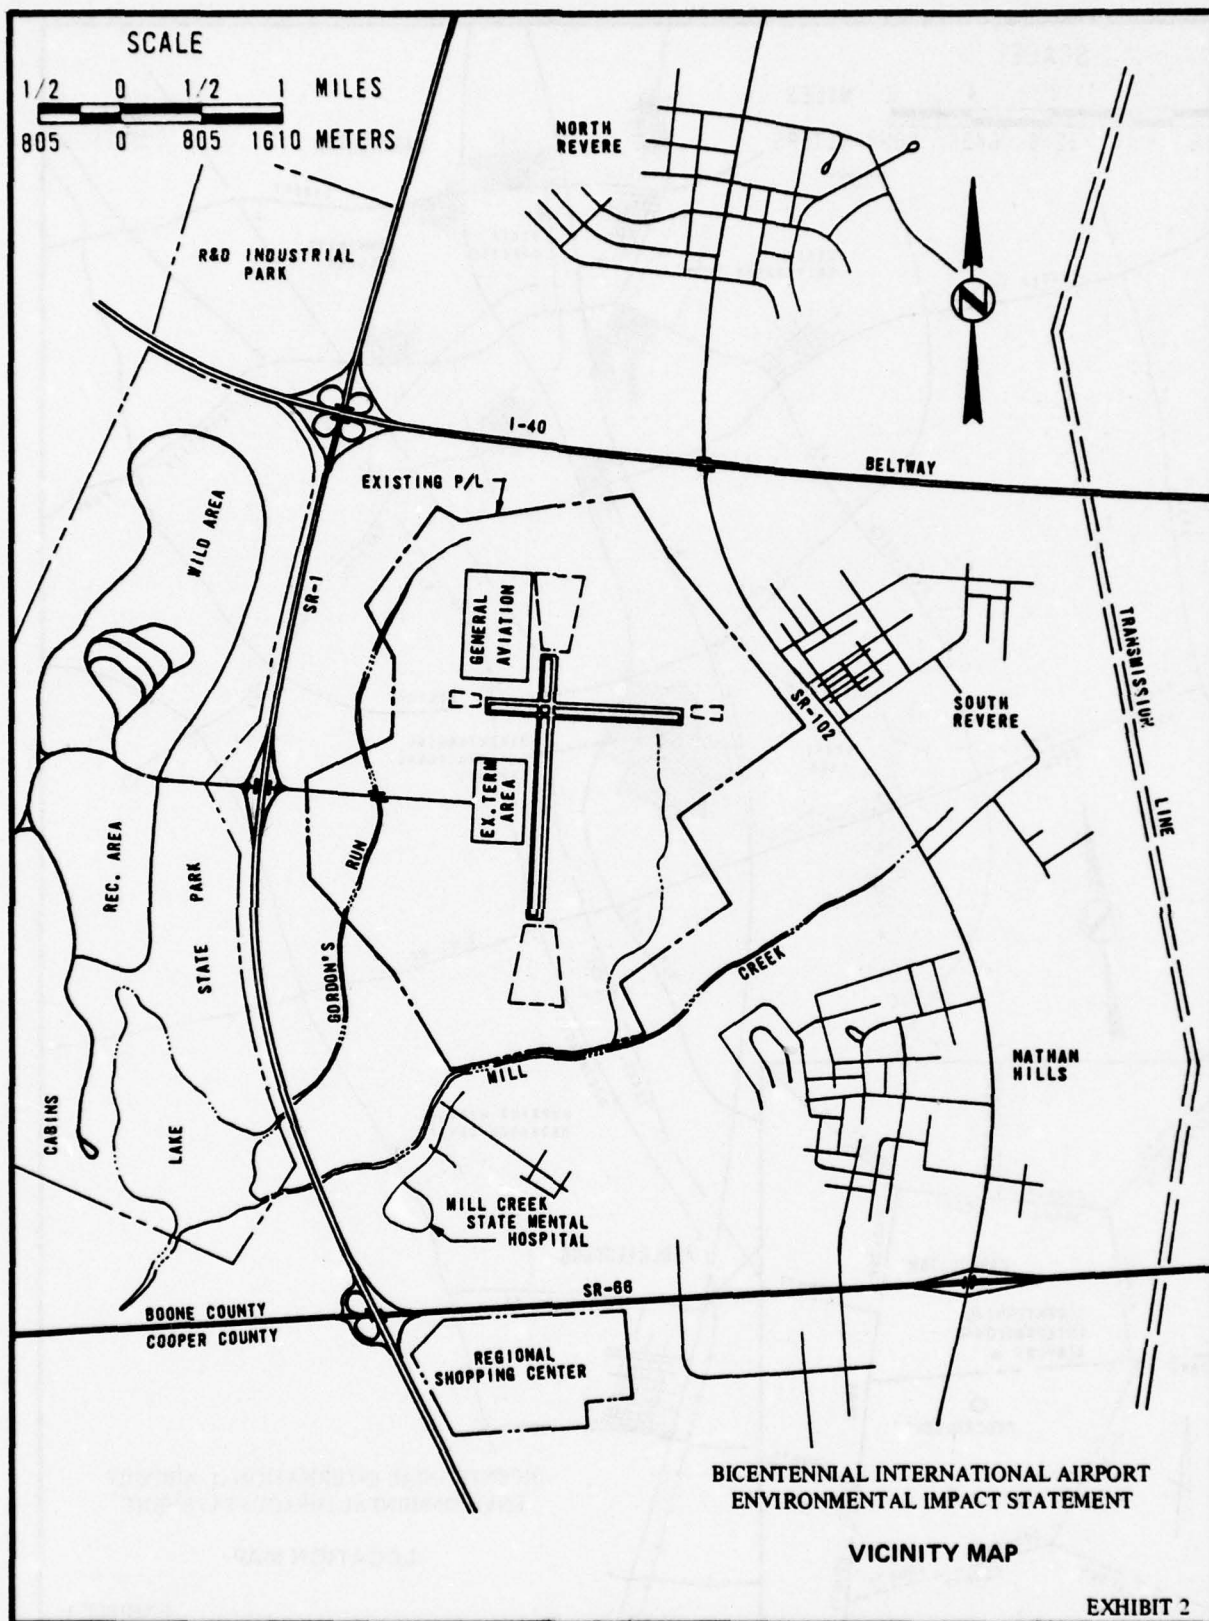 SCALE
1/2 0 1/2 1 MILES
805 0 805 1610 METERS
NORTH
REVERE
R&D INDUSTRIAL
PARK
N
I-40
BELTWAY
EXISTING P/L
WILD AREA
SR-1
GENERAL
AVIATION
TRANSMISSION
LINE
SR-102
SOUTH
REVERE
EX. TERM
AREA
REC. AREA
STATE PARK
GORDON'S RUN
MILL CREEK
NATHAN
HILLS
CABINS
LAKE
MILL CREEK
STATE MENTAL
HOSPITAL
SR-66
BOONE COUNTY
COOPER COUNTY
REGIONAL
SHOPPING CENTER
BICENTENNIAL INTERNATIONAL AIRPORT
ENVIRONMENTAL IMPACT STATEMENT
VICINITY MAP
EXHIBIT 2